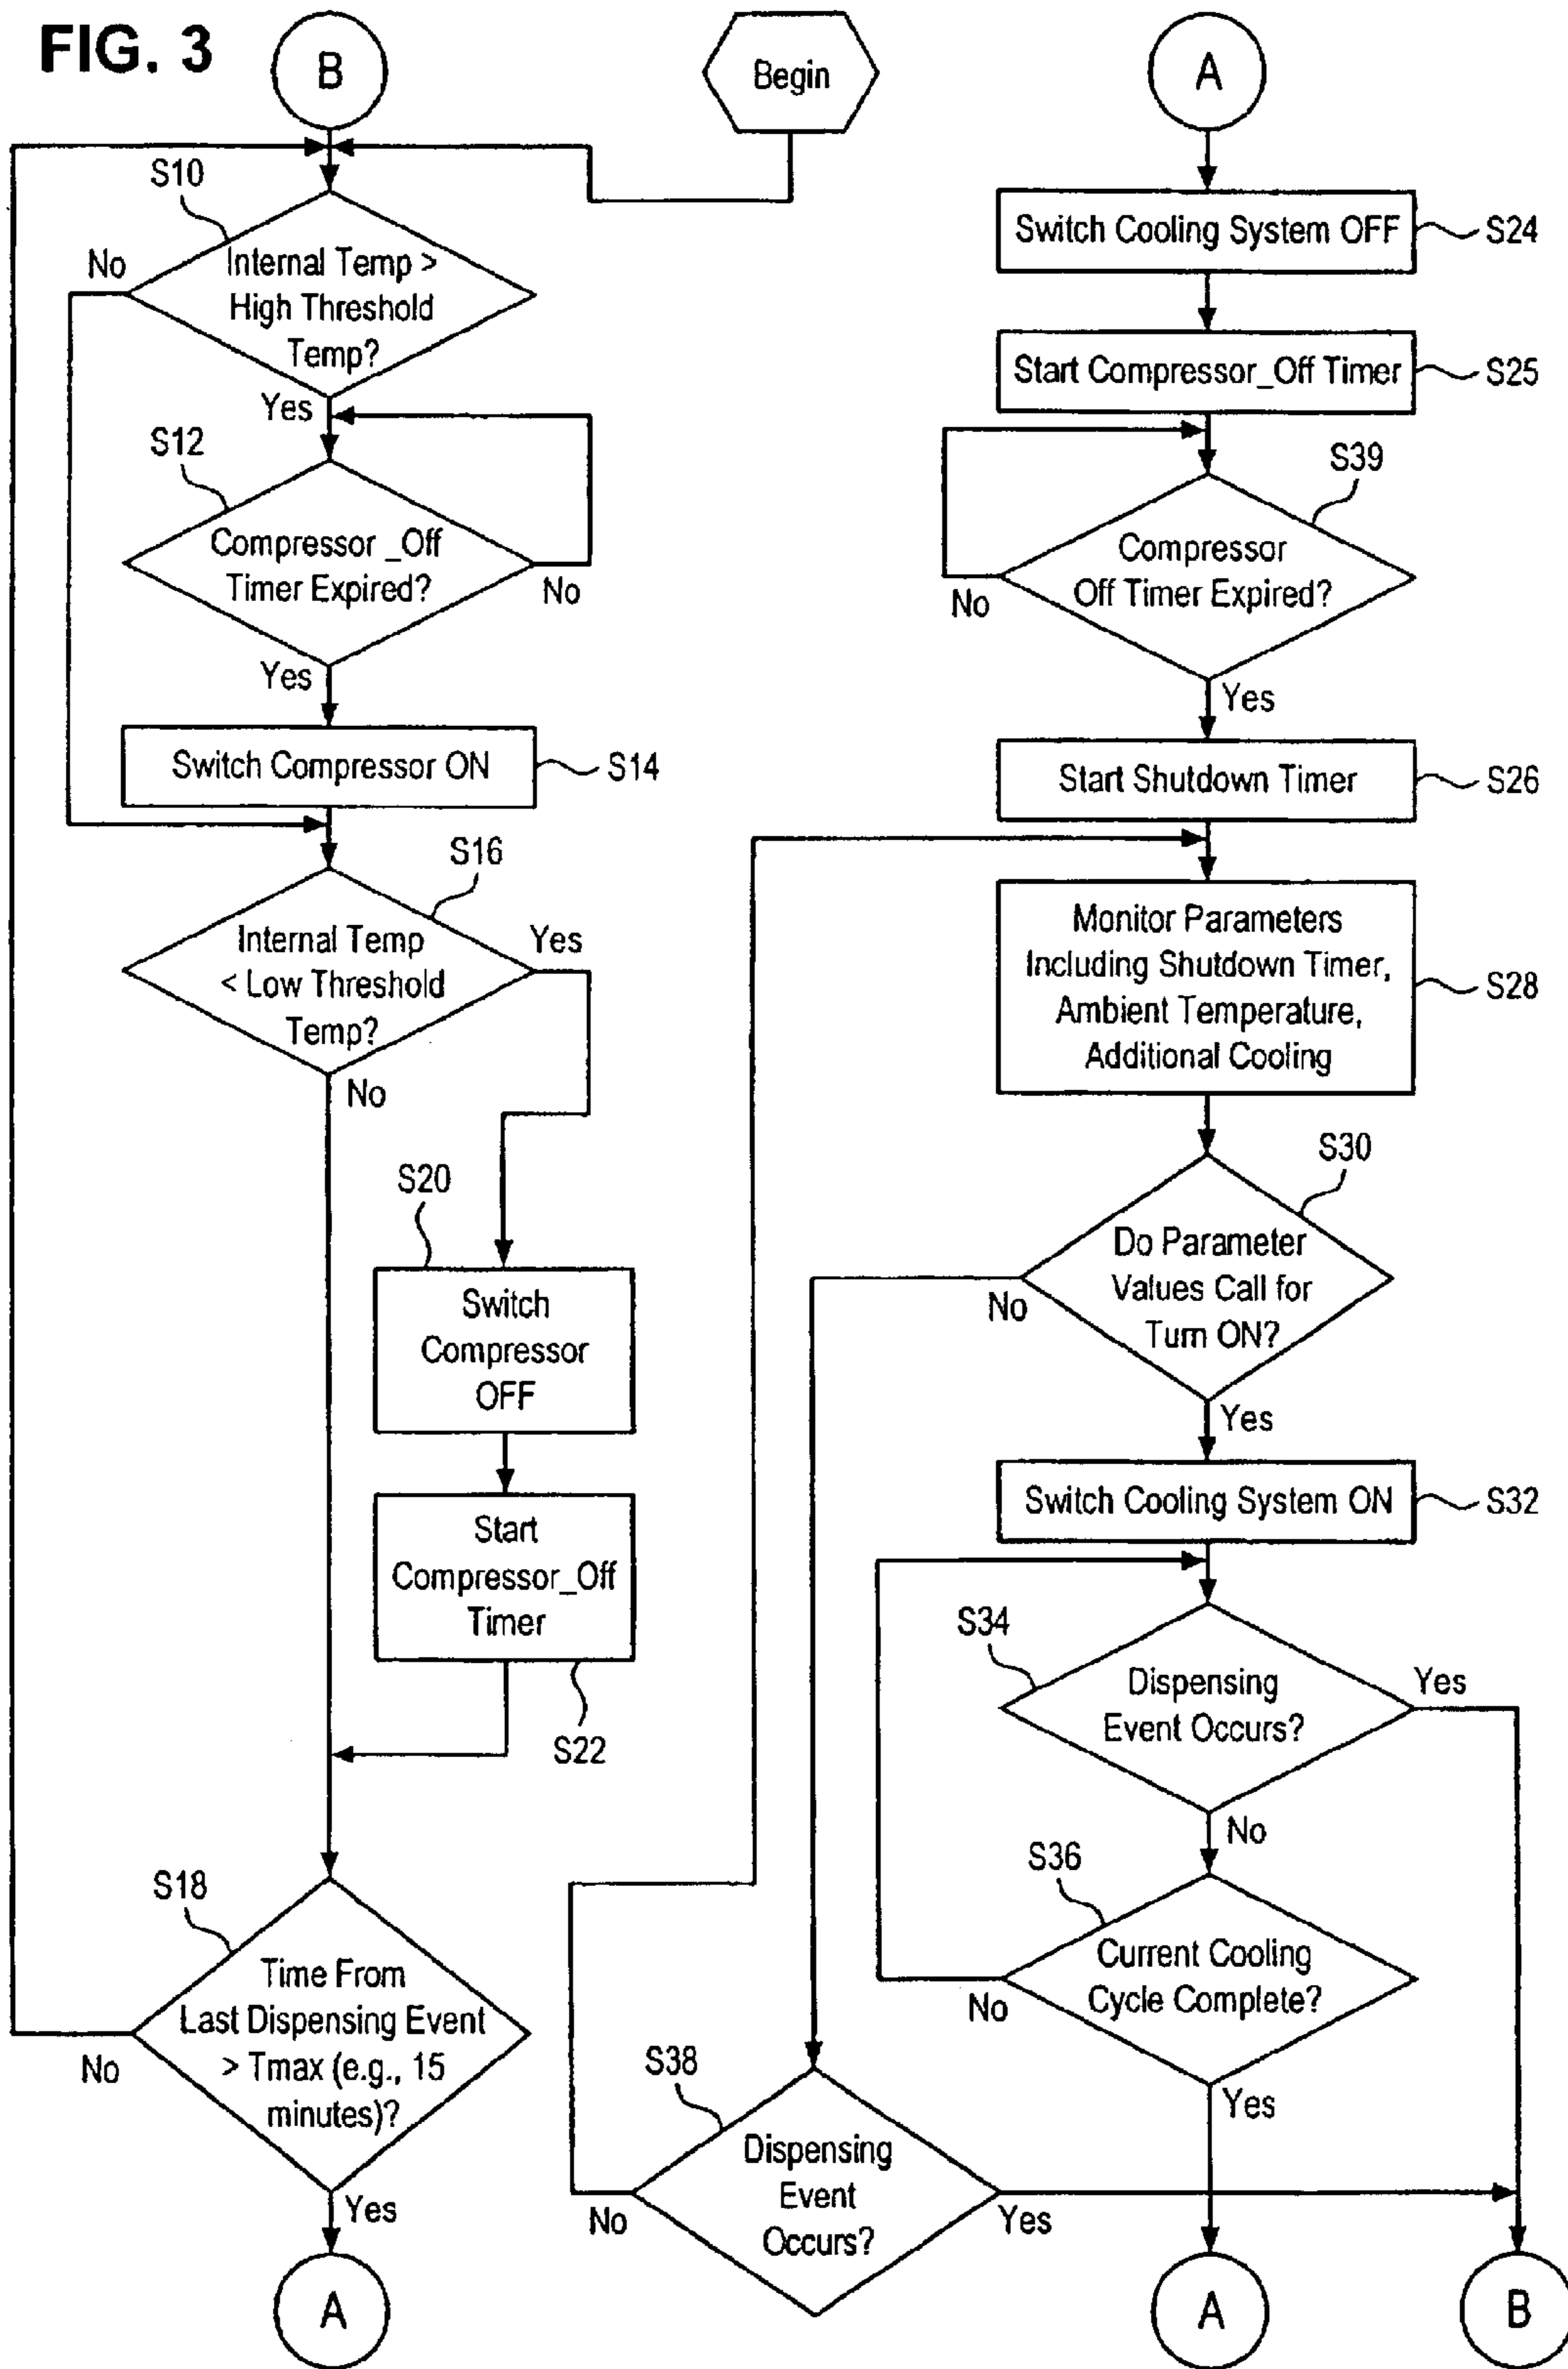 FIG. 3
B
Begin
S10
Internal Temp >
High Threshold
Temp?
No
Yes
S12
Compressor _Off
Timer Expired?
No
Yes
Switch Compressor ON
S14
S16
Internal Temp
< Low Threshold
Temp?
Yes
No
S20
Switch
Compressor
OFF
Start
Compressor_Off
Timer
S22
S18
Time From
Last Dispensing Event
> Tmax (e.g., 15
minutes)?
No
Yes
A
A
Switch Cooling System OFF
S24
Start Compressor_Off Timer
S25
S39
Compressor
Off Timer Expired?
No
Yes
Start Shutdown Timer
S26
Monitor Parameters
Including Shutdown Timer,
Ambient Temperature,
Additional Cooling
S28
S30
Do Parameter
Values Call for
Turn ON?
No
Yes
Switch Cooling System ON
S32
S34
Dispensing
Event Occurs?
Yes
No
S36
Current Cooling
Cycle Complete?
No
Yes
S38
Dispensing
Event
Occurs?
No
Yes
A
B